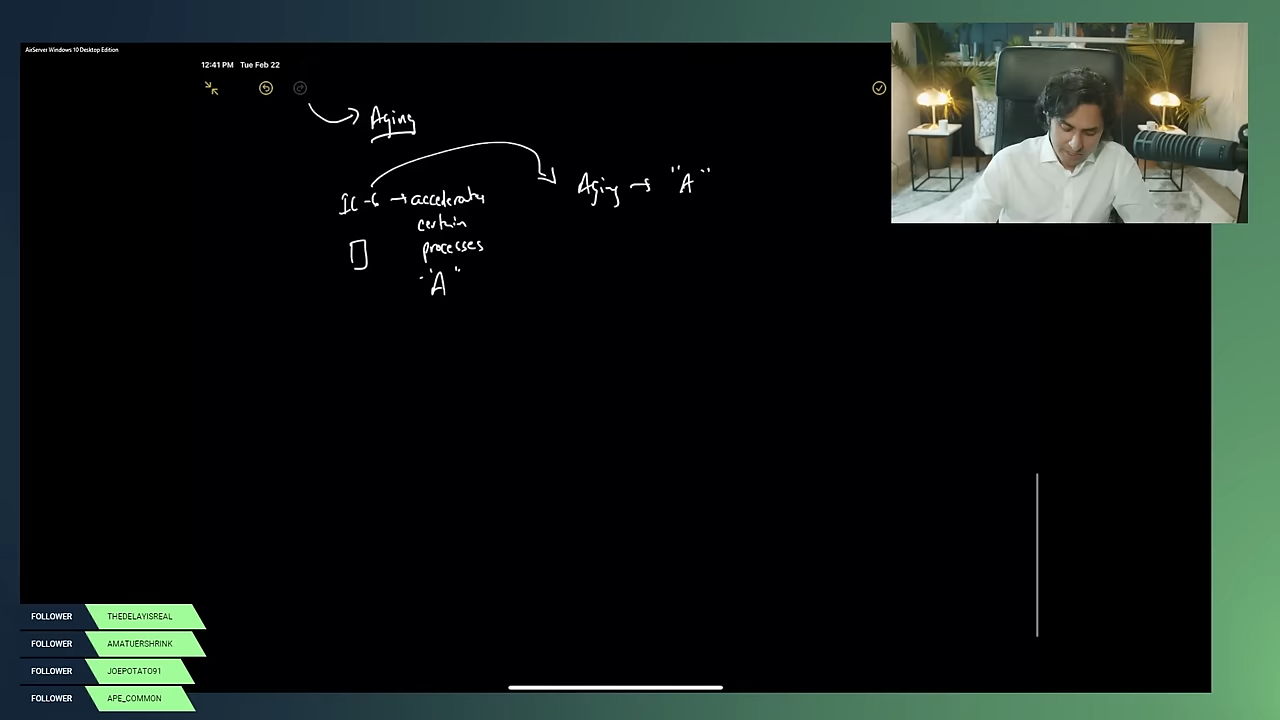 AirServer Windows 10 Desktop Edition
12:41 PM Tue Feb 22
Aging
IL-6 → accelerates
certain
processes
"A"
Aging → "A"
FOLLOWER THEDELAYISREAL
FOLLOWER AMATUERSHRINK
FOLLOWER JOEPOTATO91
FOLLOWER APE_COMMON